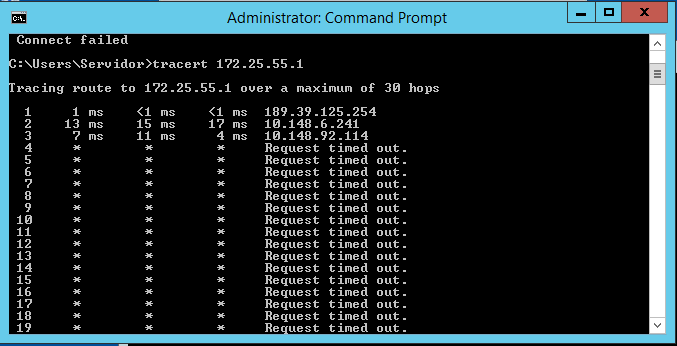 Administrator: Command Prompt
Connect failed
C:\Users\Servidor>tracert 172.25.55.1
Tracing route to 172.25.55.1 over a maximum of 30 hops
1 1 ms <1 ms <1 ms 189.39.125.254
2 13 ms 15 ms 17 ms 10.148.6.241
3 7 ms 11 ms 4 ms 10.148.92.114
4 * * * Request timed out.
5 * * * Request timed out.
6 * * * Request timed out.
7 * * * Request timed out.
8 * * * Request timed out.
9 * * * Request timed out.
10 * * * Request timed out.
11 * * * Request timed out.
12 * * * Request timed out.
13 * * * Request timed out.
14 * * * Request timed out.
15 * * * Request timed out.
16 * * * Request timed out.
17 * * * Request timed out.
18 * * * Request timed out.
19 * * * Request timed out.